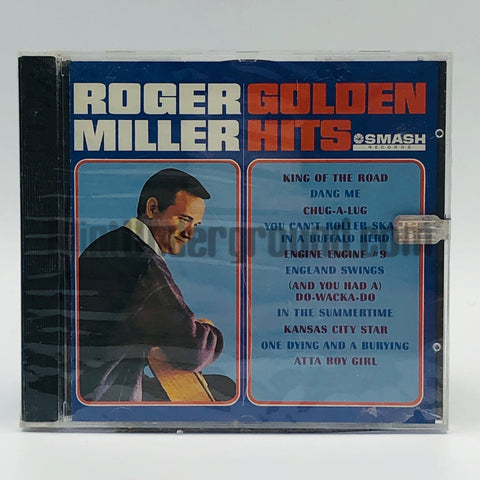 ROGER GOLDEN
MILLER HITS
SMASH
RECORDS
KING OF THE ROAD
DANG ME
CHUG-A-LUG
YOU CAN'T ROLLER SKA
IN A BUFFALO HERD
ENGINE ENGINE #9
ENGLAND SWINGS
(AND YOU HAD A)
DO-WACKA-DO
IN THE SUMMERTIME
KANSAS CITY STAR
ONE DYING AND A BURYING
ATTA BOY GIRL